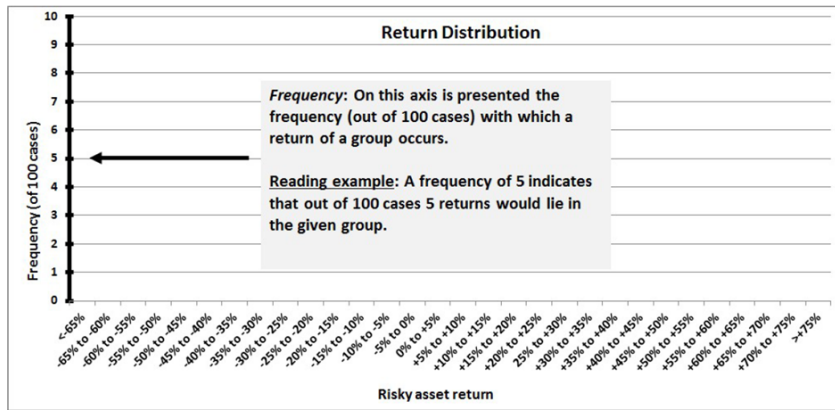 Return Distribution
Frequency (of 100 cases)
10
9
8
7
6
5
4
3
2
1
0
Frequency: On this axis is presented the
frequency (out of 100 cases) with which a
return of a group occurs.
Reading example: A frequency of 5 indicates
that out of 100 cases 5 returns would lie in
the given group.
<-65%
-65% to -60%
-60% to -55%
-55% to -50%
-50% to -45%
-45% to -40%
-40% to -35%
-35% to -30%
-30% to -25%
-25% to -20%
-20% to -15%
-15% to -10%
-10% to -5%
-5% to 0%
0% to +5%
+5% to +10%
+10% to +15%
+15% to +20%
+20% to +25%
+25% to +30%
+30% to +35%
+35% to +40%
+40% to +45%
+45% to +50%
+50% to +55%
+55% to +60%
+60% to +65%
+65% to +70%
+70% to +75%
>+75%
Risky asset return